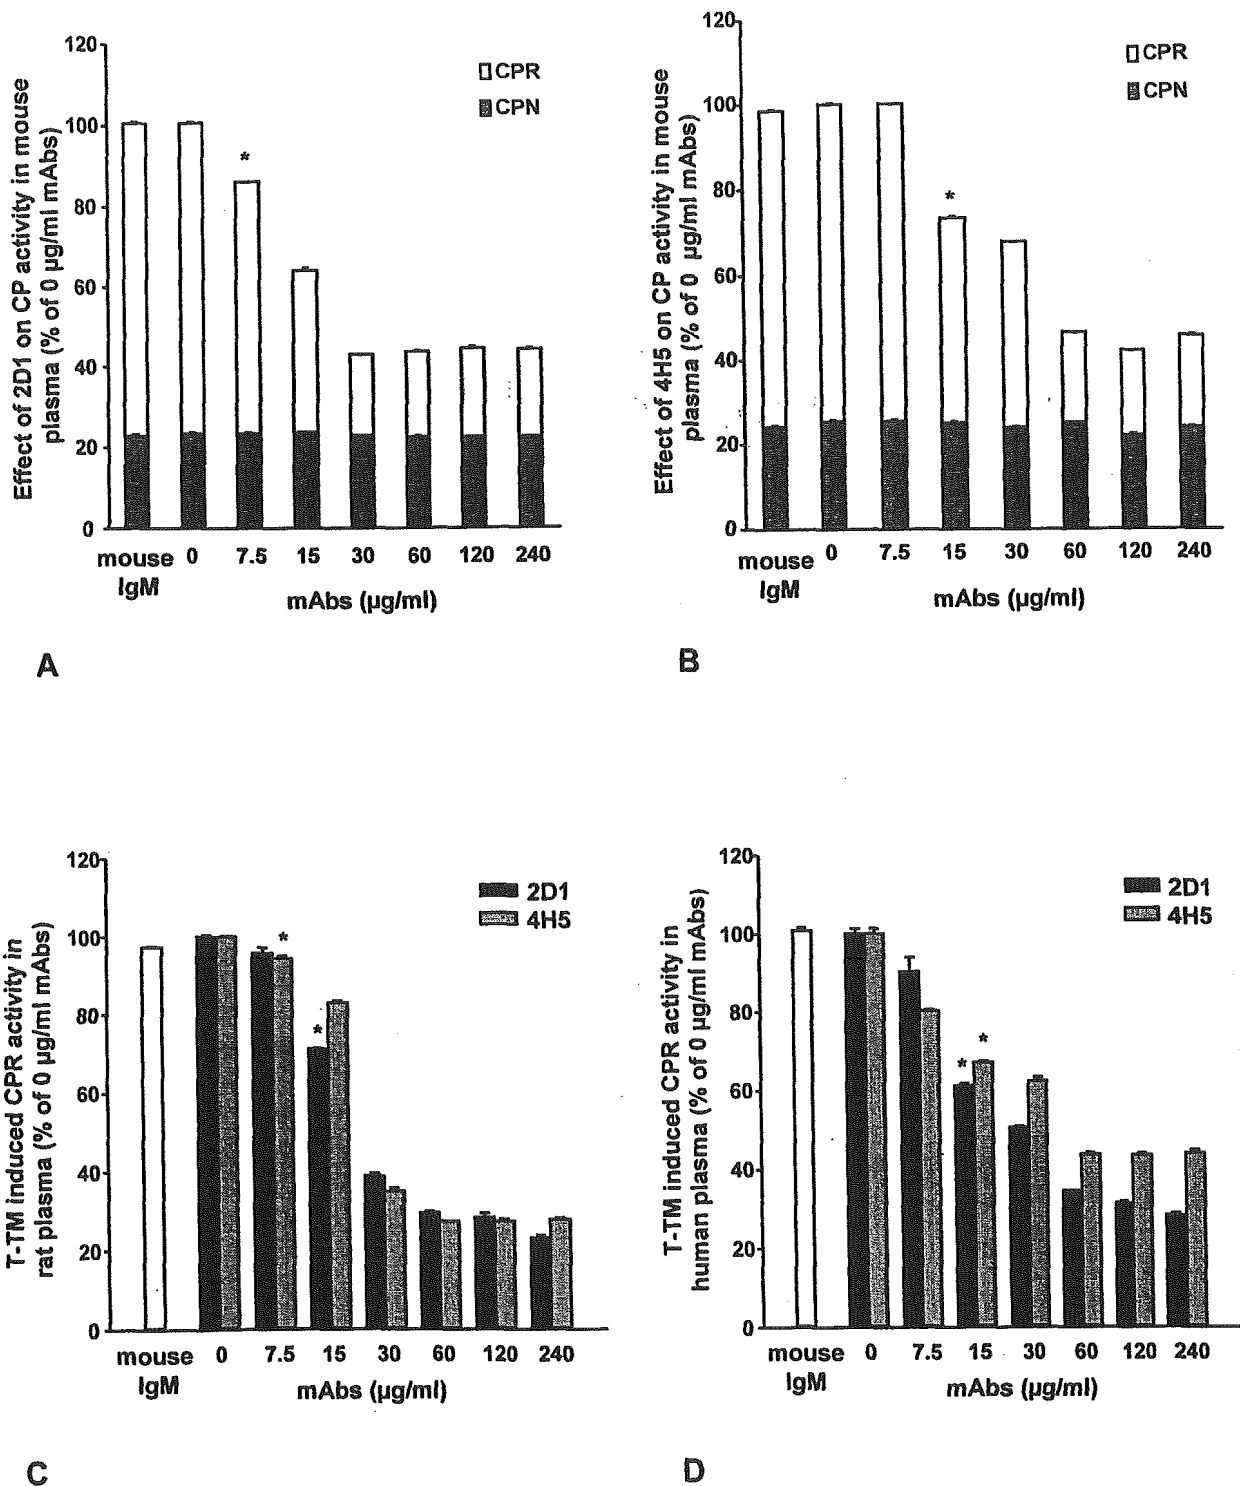 Effect of 2D1 on CP activity in mouse
plasma (% of 0 µg/ml mAbs)
120
100
80
60
40
20
0
CPR
CPN
*
mouse IgM
0 7.5 15 30 60 120 240
mAbs (µg/ml)
A
Effect of 4H5 on CP activity in mouse
plasma (% of 0 µg/ml mAbs)
120
100
80
60
40
20
0
CPR
CPN
*
mouse IgM
0 7.5 15 30 60 120 240
mAbs (µg/ml)
B
T-TM induced CPR activity in
rat plasma (% of 0 µg/ml mAbs)
120
100
80
60
40
20
0
2D1
4H5
*
*
mouse IgM
0 7.5 15 30 60 120 240
mAbs (µg/ml)
C
T-TM induced CPR activity in
human plasma (% of 0 µg/ml mAbs)
120
100
80
60
40
20
0
2D1
4H5
*
*
mouse IgM
0 7.5 15 30 60 120 240
mAbs (µg/ml)
D